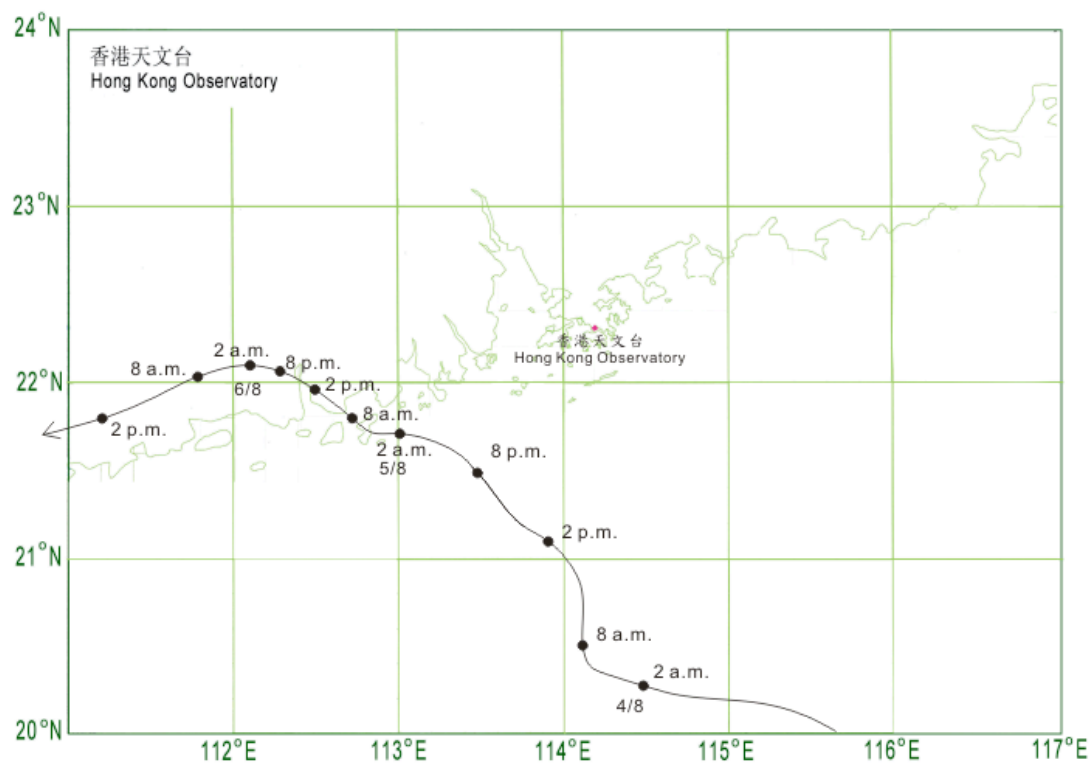 24°N
香港天文台
Hong Kong Observatory
23°N
香港天文台
Hong Kong Observatory
2 a.m.
6/8
8 p.m.
8 a.m.
22°N
2 p.m.
8 a.m.
2 p.m.
2 a.m.
5/8
8 p.m.
2 p.m.
21°N
8 a.m.
2 a.m.
4/8
20°N
112°E
113°E
114°E
115°E
116°E
117°E